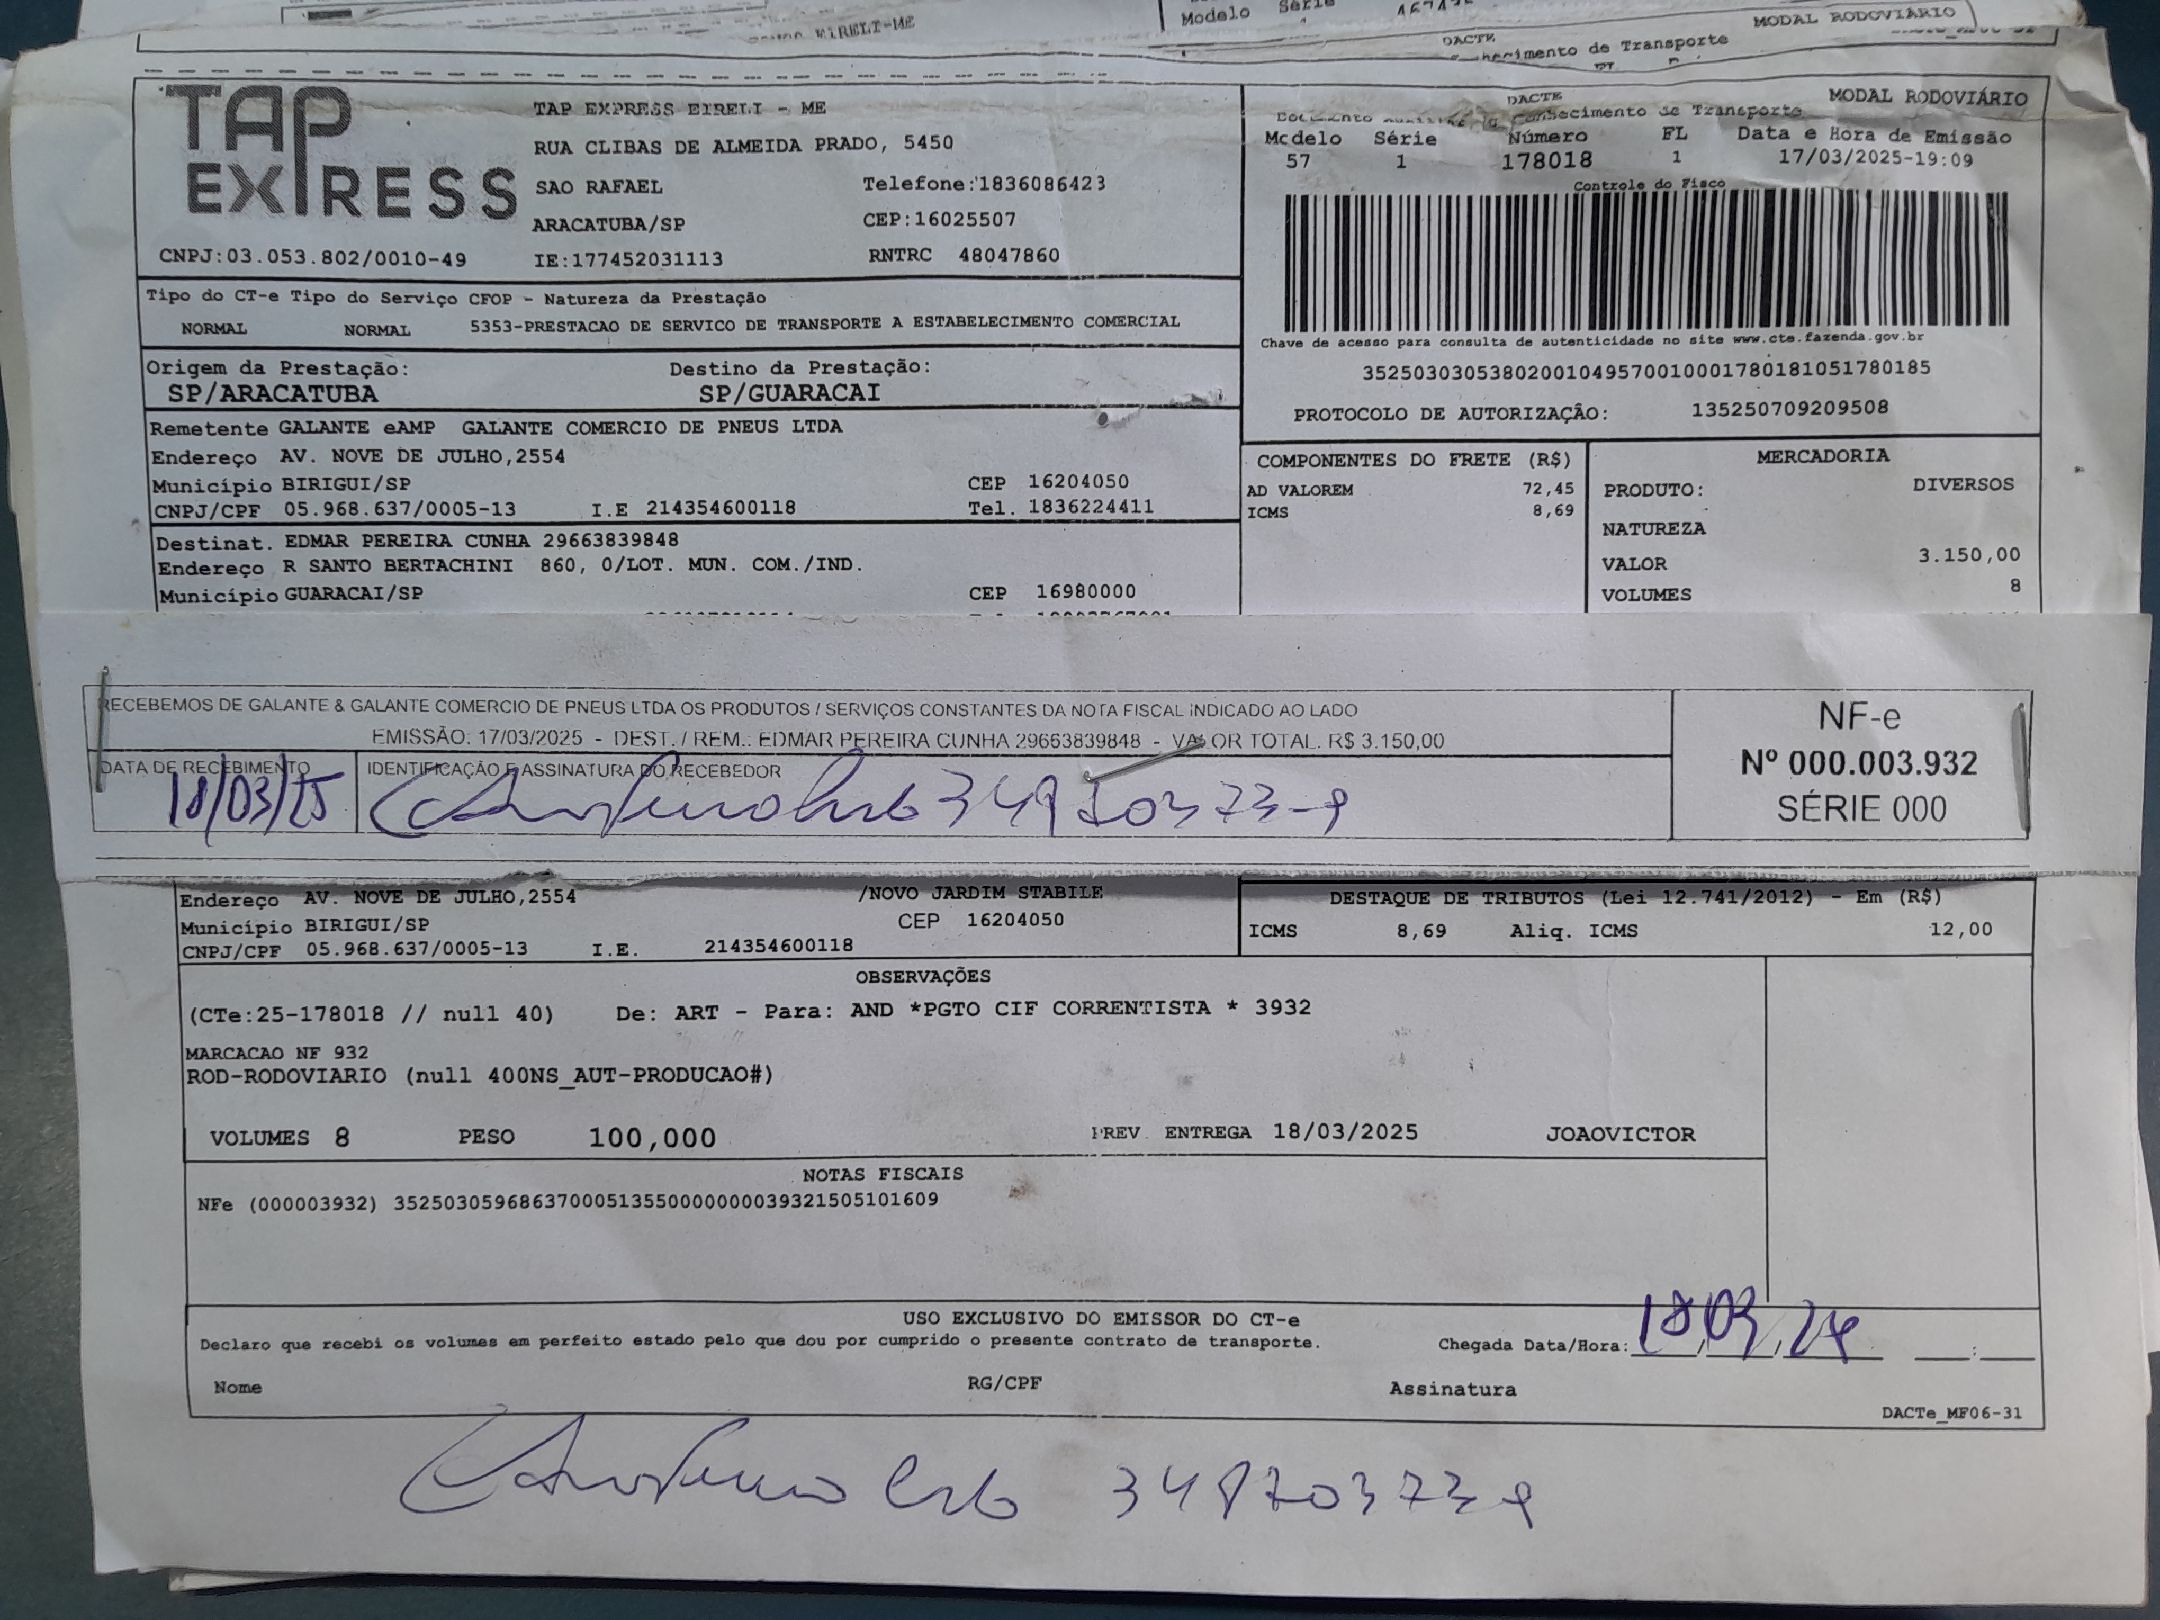 EIRELI-ME
Modelo Série
MODAL RODOVIÁRIO
DACTE
de Transporte
TAP EXPRESS
TAP EXPRESS EIRELI - ME
RUA CLIBAS DE ALMEIDA PRADO, 5450
SAO RAFAEL Telefone:1836086423
ARACATUBA/SP CEP:16025507
CNPJ:03.053.802/0010-49 IE:177452031113 RNTRC 48047860
DACTE MODAL RODOVIÁRIO
Conhecimento de Transporte
Modelo Série Número FL Data e Hora de Emissão
57 1 178018 1 17/03/2025-19:09
Controle do Fisco
Chave de acesso para consulta de autenticidade no site www.cte.fazenda.gov.br
35250303053802001049570010001780181051780185
PROTOCOLO DE AUTORIZAÇÂO: 135250709209508
Tipo do CT-e Tipo do Serviço CFOP - Natureza da Prestação
NORMAL NORMAL 5353-PRESTACAO DE SERVICO DE TRANSPORTE A ESTABELECIMENTO COMERCIAL
Origem da Prestação: Destino da Prestação:
SP/ARACATUBA SP/GUARACAI
Remetente GALANTE eAMP GALANTE COMERCIO DE PNEUS LTDA
Endereço AV. NOVE DE JULHO,2554
Município BIRIGUI/SP CEP 16204050
CNPJ/CPF 05.968.637/0005-13 I.E 214354600118 Tel. 1836224411
Destinat. EDMAR PEREIRA CUNHA 29663839848
Endereço R SANTO BERTACHINI 860, 0/LOT. MUN. COM./IND.
Município GUARACAI/SP CEP 16980000
COMPONENTES DO FRETE (R$)
AD VALOREM 72,45
ICMS 8,69
MERCADORIA
PRODUTO: DIVERSOS
NATUREZA
VALOR 3.150,00
VOLUMES 8
RECEBEMOS DE GALANTE & GALANTE COMERCIO DE PNEUS LTDA OS PRODUTOS / SERVIÇOS CONSTANTES DA NOTA FISCAL INDICADO AO LADO
EMISSÃO: 17/03/2025 - DEST. / REM.: EDMAR PEREIRA CUNHA 29663839848 - VALOR TOTAL: R$ 3.150,00
DATA DE RECEBIMENTO IDENTIFICAÇÃO E ASSINATURA DO RECEBEDOR
18/03/25
NF-e
Nº 000.003.932
SÉRIE 000
Endereço AV. NOVE DE JULHO,2554 /NOVO JARDIM STABILE
Município BIRIGUI/SP CEP 16204050
CNPJ/CPF 05.968.637/0005-13 I.E. 214354600118
DESTAQUE DE TRIBUTOS (Lei 12.741/2012) - Em (R$)
ICMS 8,69 Aliq. ICMS 12,00
OBSERVAÇÕES
(CTe:25-178018 // null 40) De: ART - Para: AND *PGTO CIF CORRENTISTA * 3932
MARCACAO NF 932
ROD-RODOVIARIO (null 400NS_AUT-PRODUCAO#)
VOLUMES 8 PESO 100,000 PREV. ENTREGA 18/03/2025 JOAOVICTOR
NOTAS FISCAIS
NFe (000003932) 35250305968637000513550000000039321505101609
USO EXCLUSIVO DO EMISSOR DO CT-e
Declaro que recebi os volumes em perfeito estado pelo que dou por cumprido o presente contrato de transporte. Chegada Data/Hora: 18/03/24
Nome RG/CPF Assinatura
DACTe_MF06-31